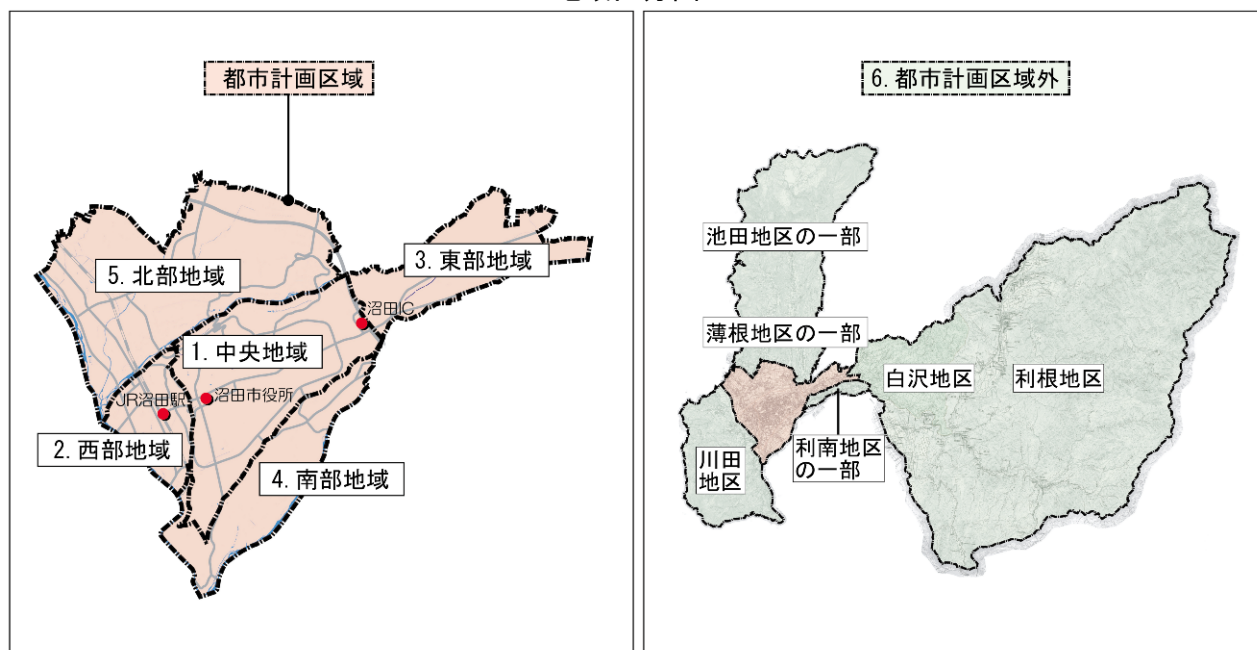 都市計画区域
5. 北部地域
3. 東部地域
沼田IC
1. 中央地域
JR沼田駅
沼田市役所
2. 西部地域
4. 南部地域
6. 都市計画区域外
池田地区の一部
薄根地区の一部
白沢地区
利根地区
川田
地区
利南地区
の一部